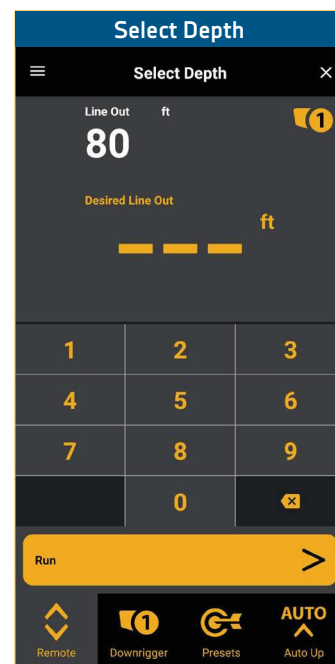 Select Depth
Select Depth
Line Out ft
1
80
Desired Line Out
ft
1 2 3
4 5 6
7 8 9
0
Run
1 AUTO
Remote Downrigger Presets Auto Up